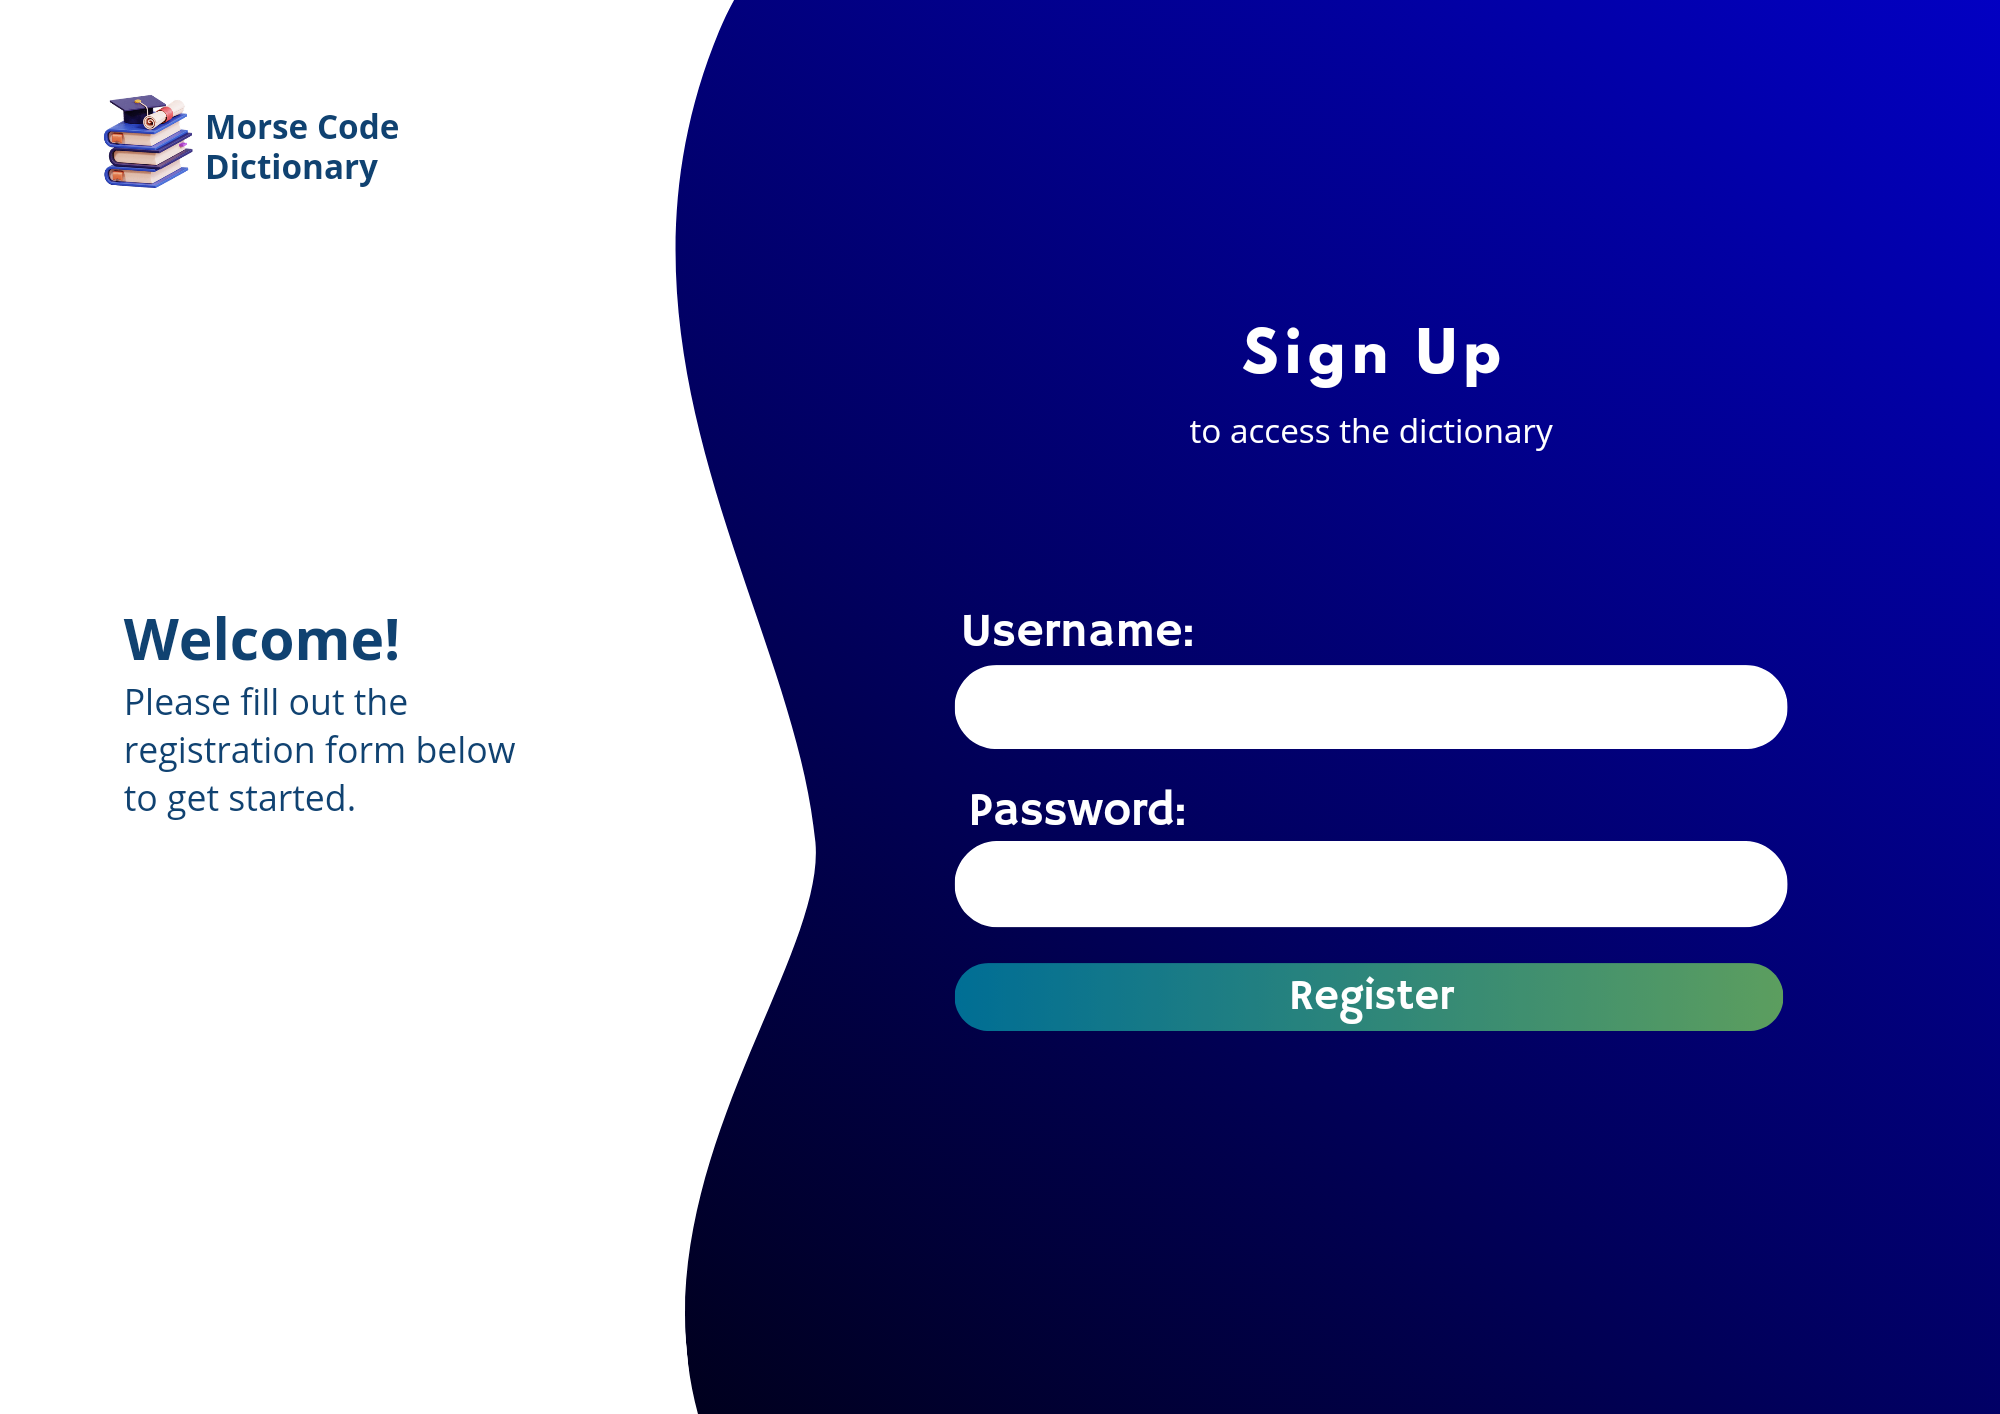 Morse Code
Dictionary
Welcome!
Please fill out the
registration form below
to get started.
Sign Up
to access the dictionary
Username:
Password:
Register